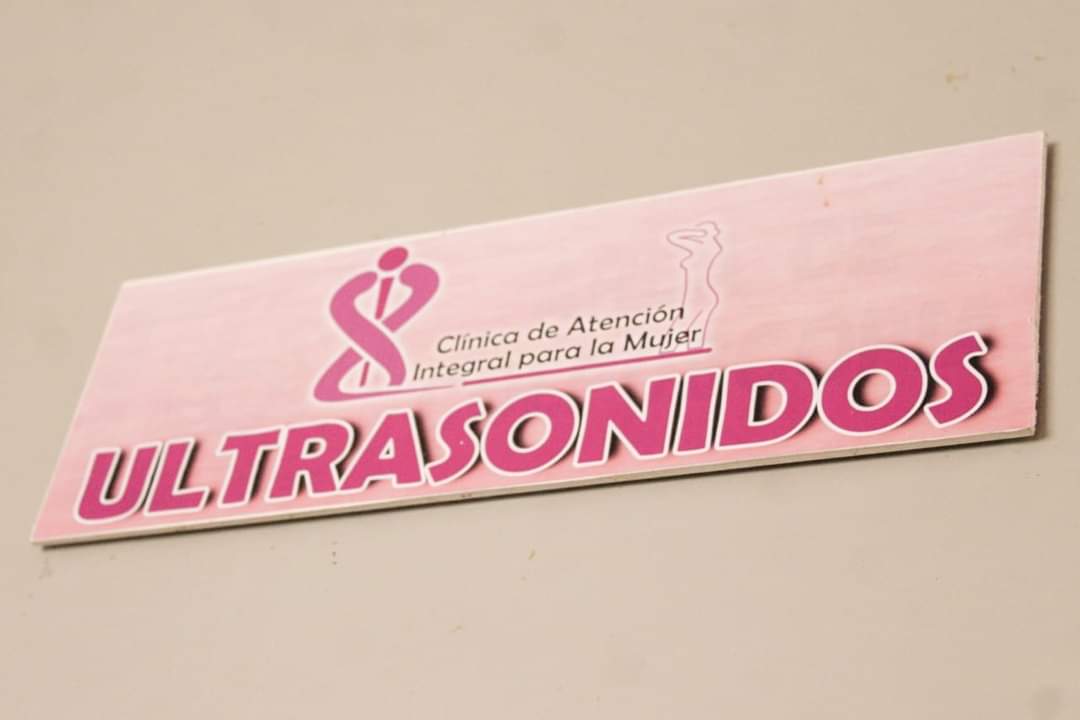 Clínica de Atención
Integral para la Mujer
ULTRASONIDOS